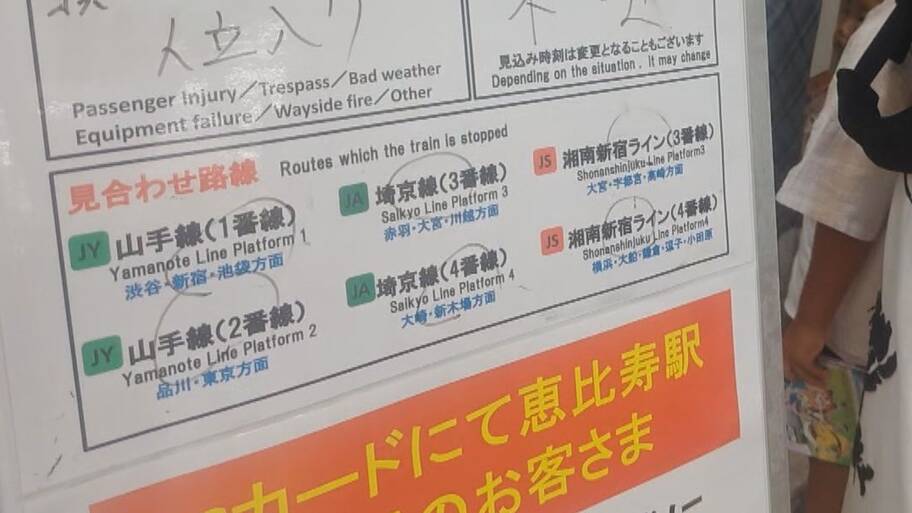 人立入り
Passenger Injury／Trespass／Bad weather
Equipment failure／Wayside fire／Other
見込み時刻は変更となることもございます
Depending on the situation , It may change
見合わせ路線 Routes which the train is stopped
JY 山手線(1番線)
Yamanote Line Platform 1
渋谷・新宿・池袋方面
JY 山手線(2番線)
Yamanote Line Platform 2
品川・東京方面
JA 埼京線(3番線)
Saikyo Line Platform 3
赤羽・大宮・川越方面
JA 埼京線(4番線)
Saikyo Line Platform 4
大崎・新木場方面
JS 湘南新宿ライン(3番線)
Shonanshinjuku Line Platform3
大宮・宇都宮・高崎方面
JS 湘南新宿ライン(4番線)
Shonanshinjuku Line Platform4
横浜・大船・鎌倉・逗子・小田原
カードにて恵比寿駅
のお客さま